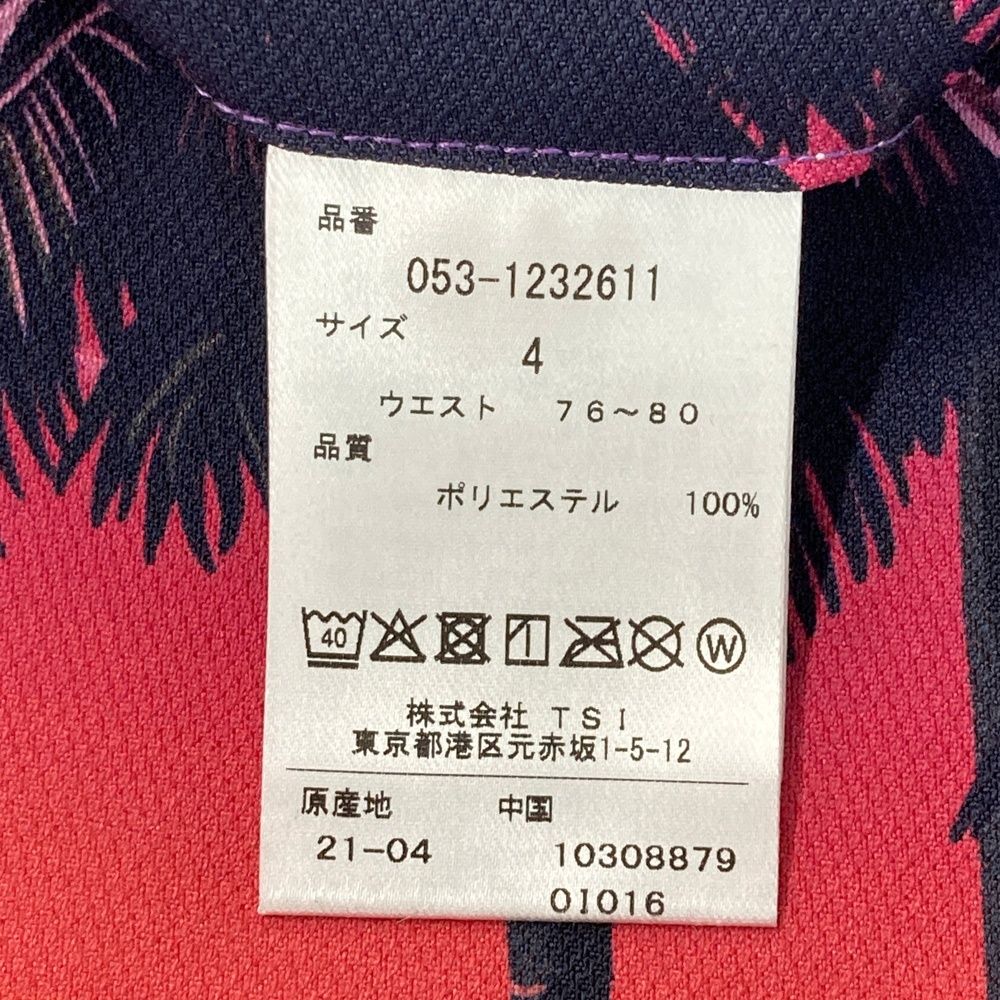 品番
053-1232611
サイズ
4
ウエスト 76～80
品質
ポリエステル 100%
40 W
株式会社 TSI
東京都港区元赤坂1-5-12
原産地 中国
21-04 10308879
01016